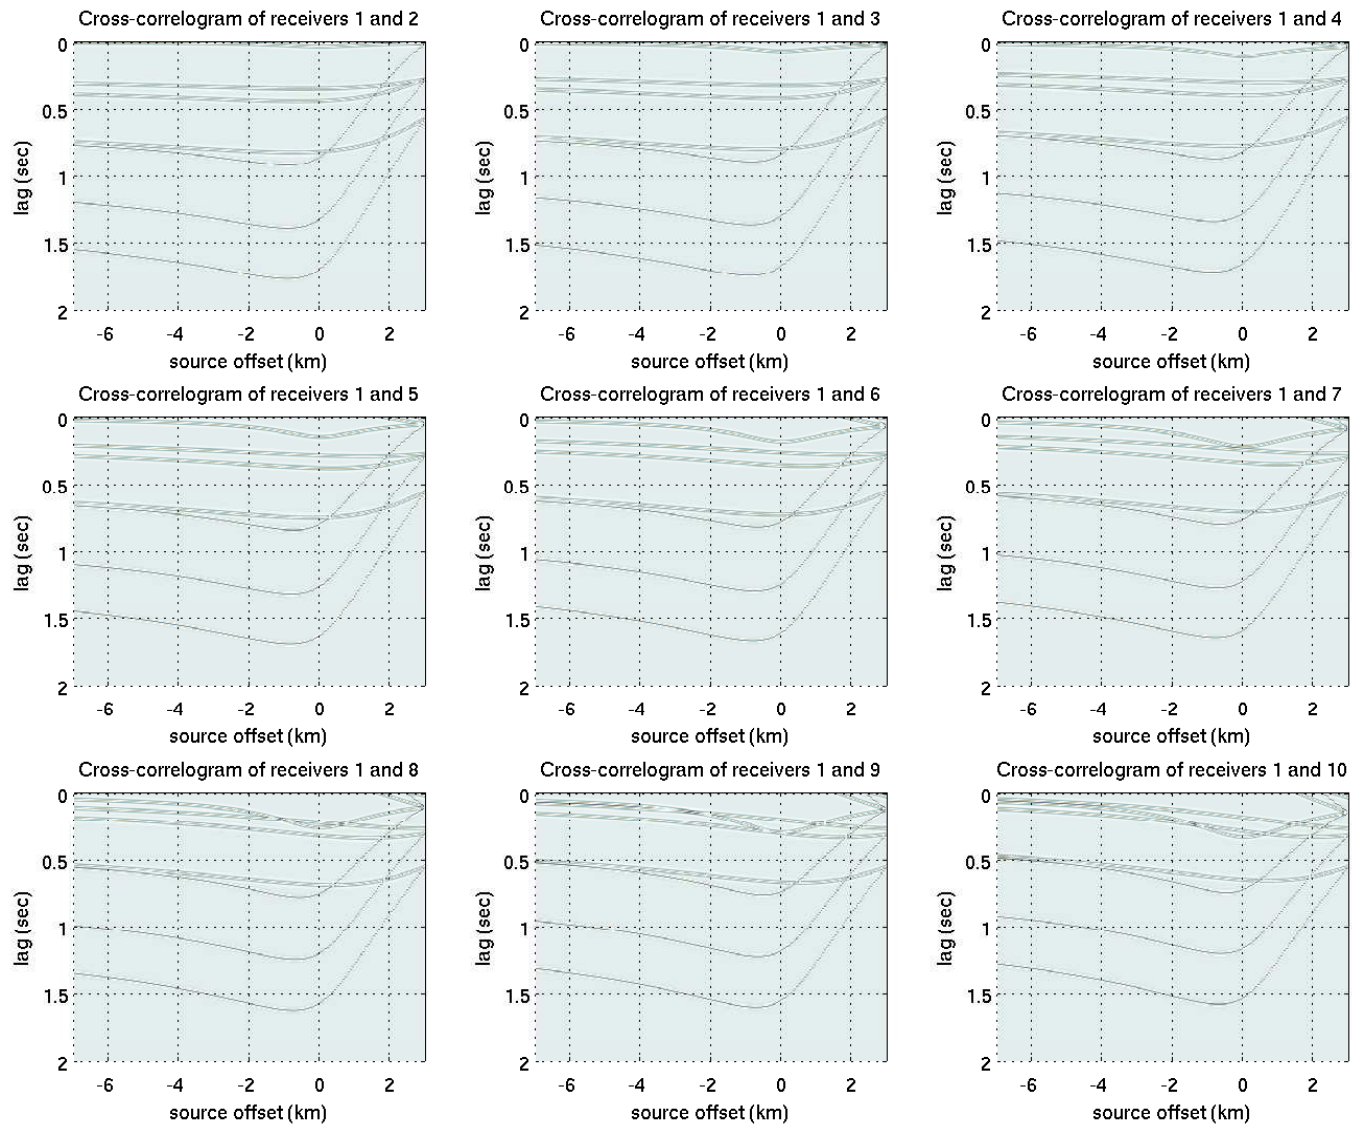 Cross-correlogram of receivers 1 and 2
Cross-correlogram of receivers 1 and 3
Cross-correlogram of receivers 1 and 4
0
0.5
1
1.5
2
lag (sec)
-6 -4 -2 0 2
source offset (km)
0
0.5
1
1.5
2
lag (sec)
-6 -4 -2 0 2
source offset (km)
0
0.5
1
1.5
2
lag (sec)
-6 -4 -2 0 2
source offset (km)
Cross-correlogram of receivers 1 and 5
Cross-correlogram of receivers 1 and 6
Cross-correlogram of receivers 1 and 7
0
0.5
1
1.5
2
lag (sec)
-6 -4 -2 0 2
source offset (km)
0
0.5
1
1.5
2
lag (sec)
-6 -4 -2 0 2
source offset (km)
0
0.5
1
1.5
2
lag (sec)
-6 -4 -2 0 2
source offset (km)
Cross-correlogram of receivers 1 and 8
Cross-correlogram of receivers 1 and 9
Cross-correlogram of receivers 1 and 10
0
0.5
1
1.5
2
lag (sec)
-6 -4 -2 0 2
source offset (km)
0
0.5
1
1.5
2
lag (sec)
-6 -4 -2 0 2
source offset (km)
0
0.5
1
1.5
2
lag (sec)
-6 -4 -2 0 2
source offset (km)